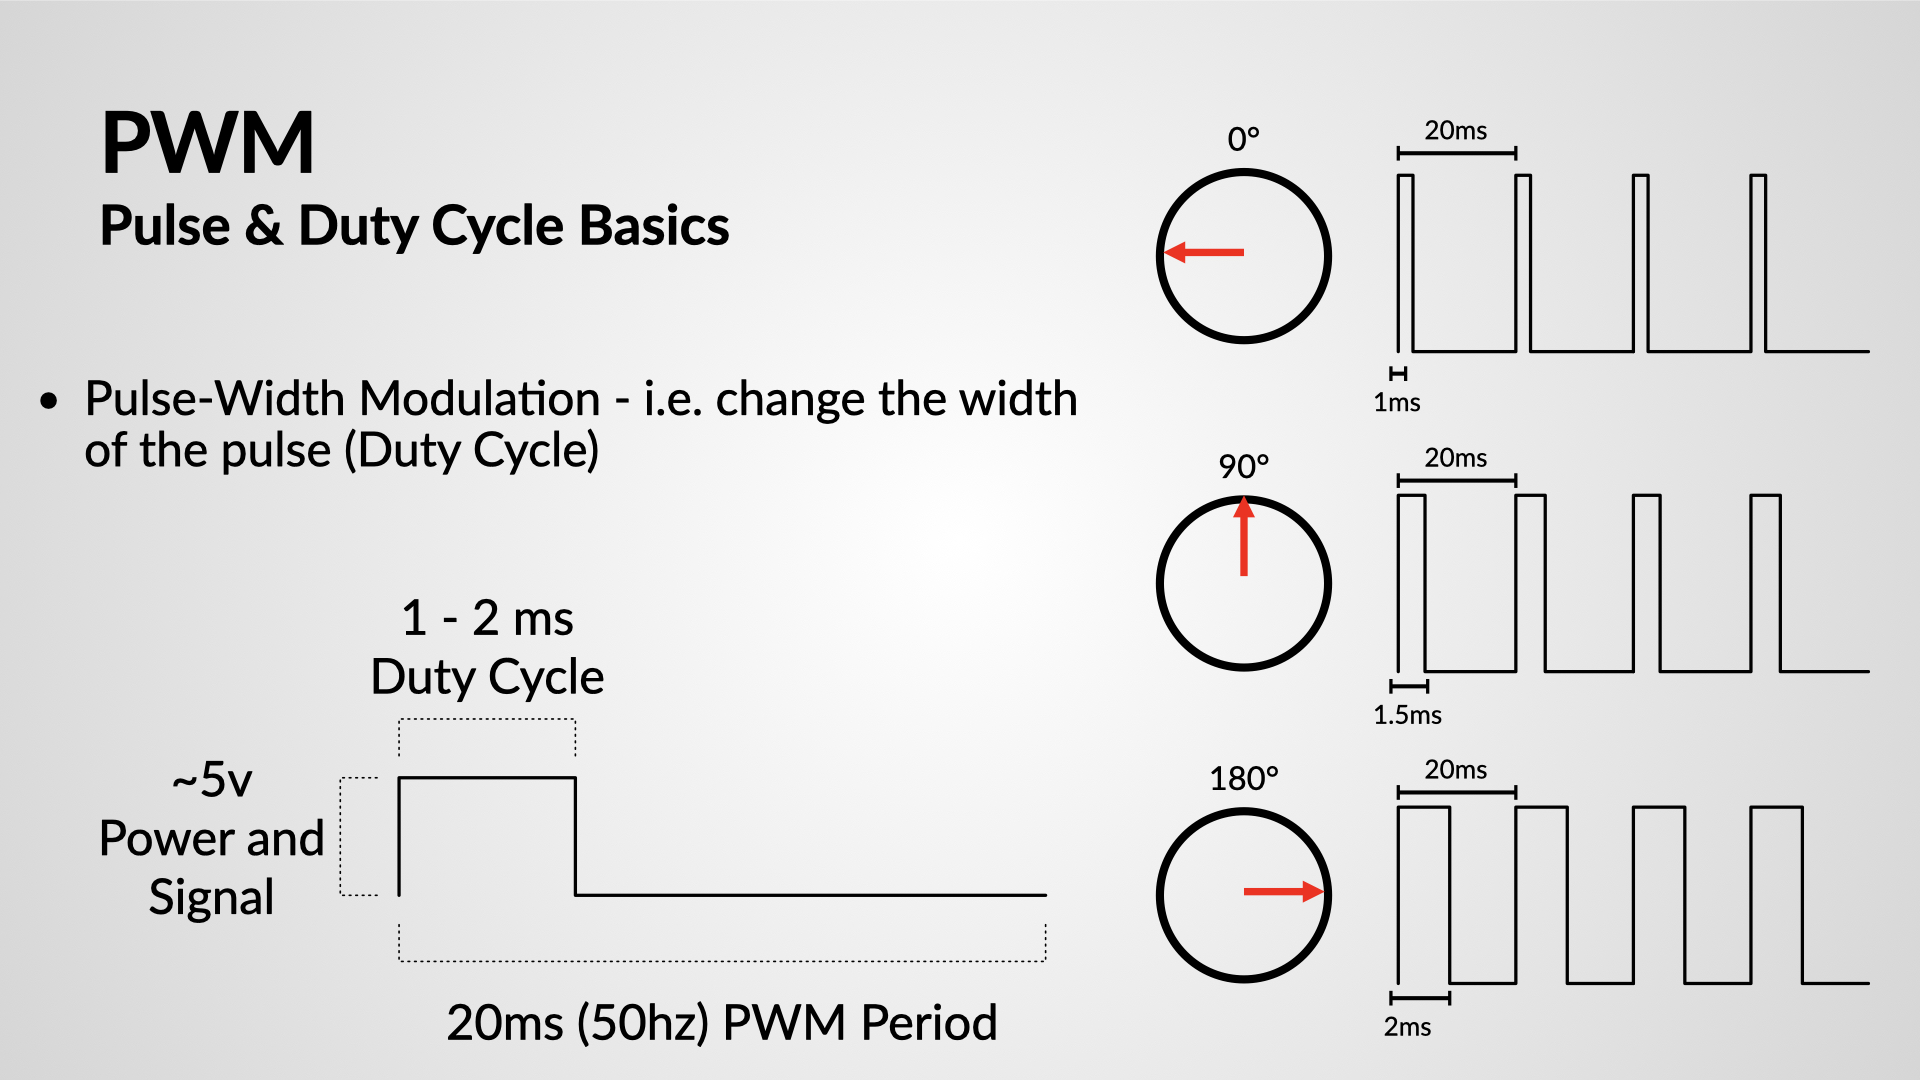 PWM
Pulse & Duty Cycle Basics
• Pulse-Width Modulation - i.e. change the width
of the pulse (Duty Cycle)
1 - 2 ms
Duty Cycle
~5v
Power and
Signal
20ms (50hz) PWM Period
0°
20ms
1ms
90°
20ms
1.5ms
180°
20ms
2ms